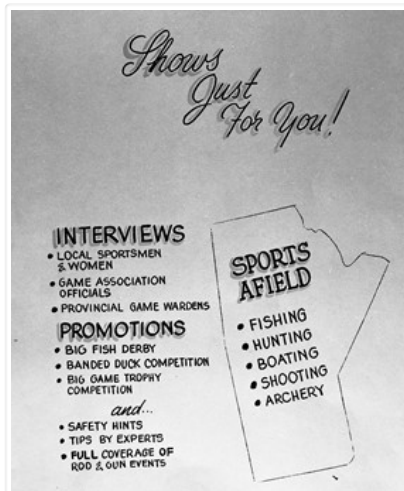 Shows
Just
For You!
INTERVIEWS
• LOCAL SPORTSMEN
& WOMEN
• GAME ASSOCIATION
OFFICIALS
• PROVINCIAL GAME WARDENS
PROMOTIONS
• BIG FISH DERBY
• BANDED DUCK COMPETITION
• BIG GAME TROPHY
COMPETITION
and...
• SAFETY HINTS
• TIPS BY EXPERTS
• FULL COVERAGE OF
ROD & GUN EVENTS
SPORTS
AFIELD
• FISHING
• HUNTING
• BOATING
• SHOOTING
• ARCHERY